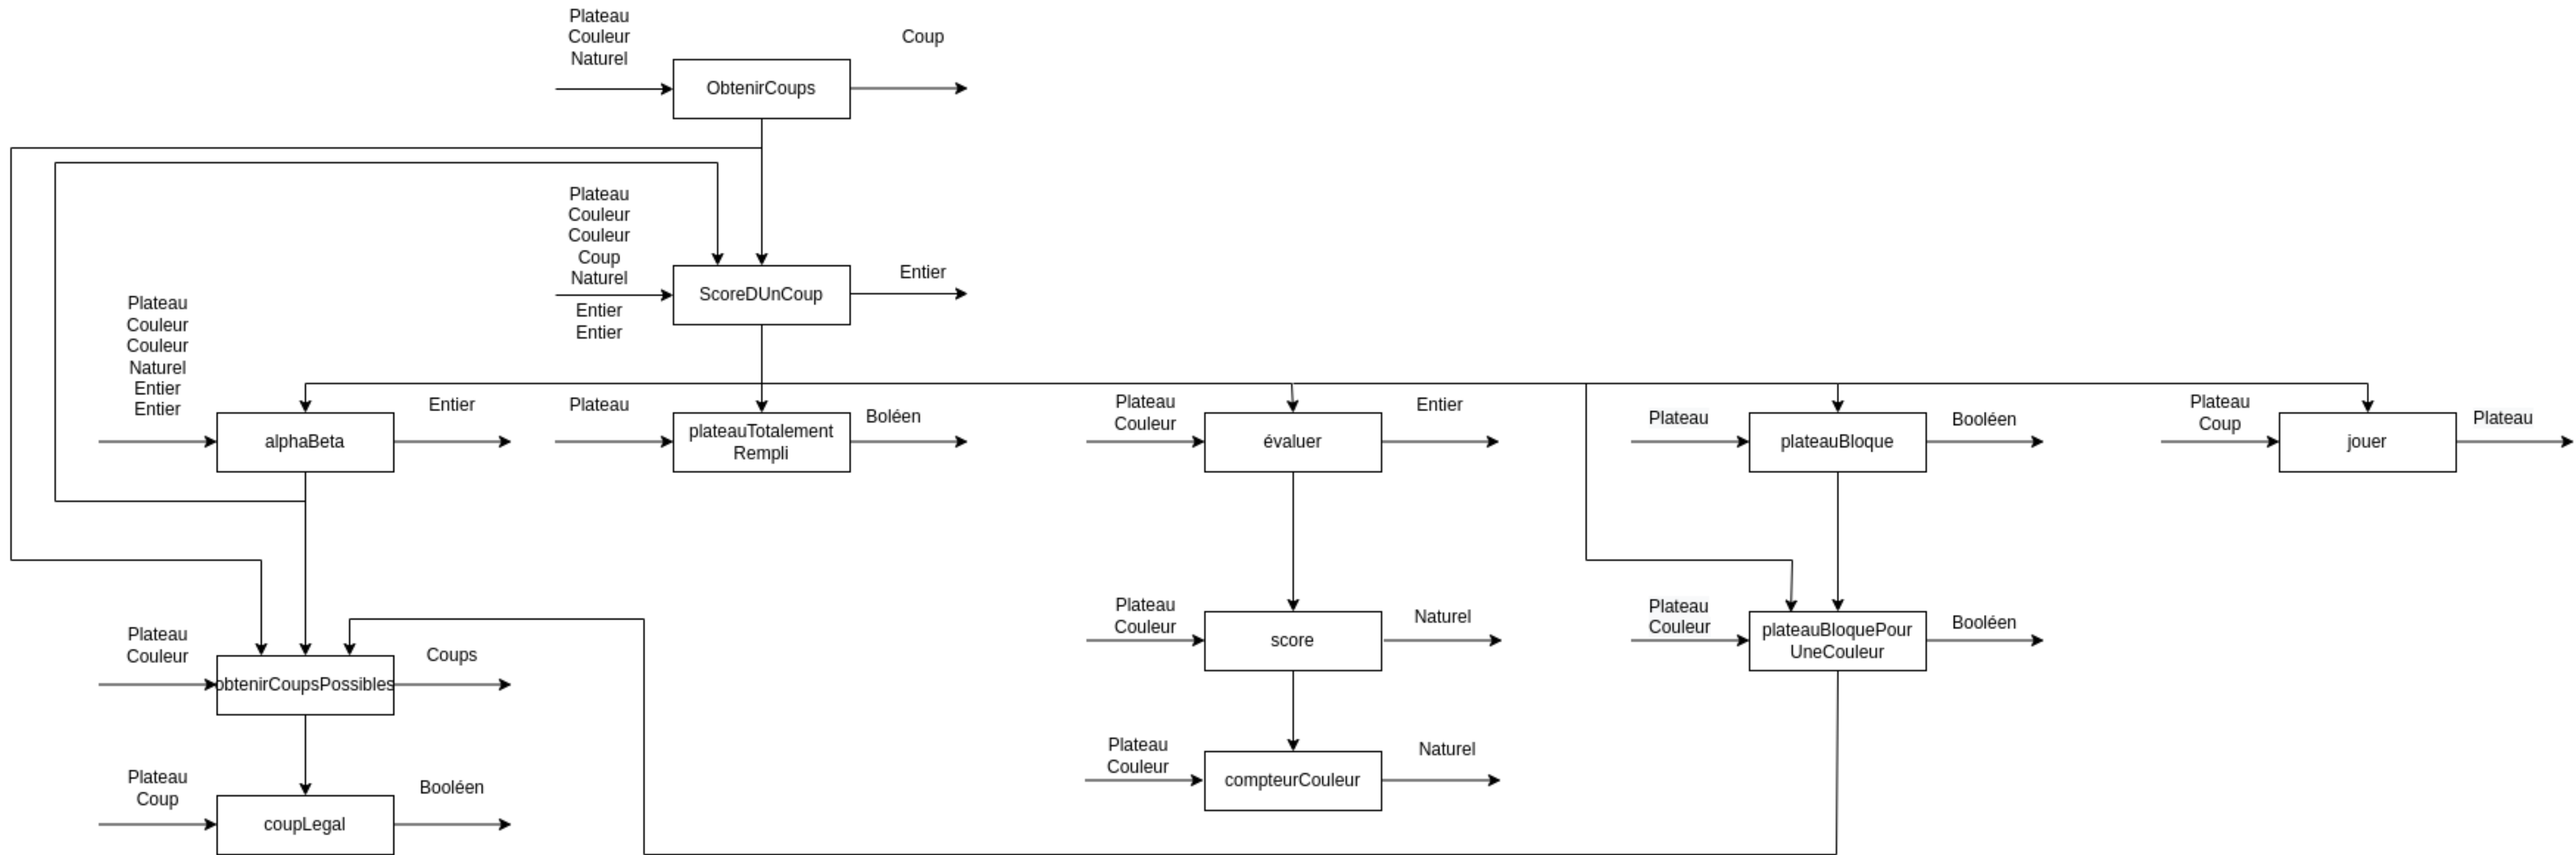 Plateau
Couleur
Naturel
Coup
ObtenirCoups
Plateau
Couleur
Couleur
Coup
Naturel
Entier
Entier
Entier
ScoreDUnCoup
Plateau
Couleur
Couleur
Naturel
Entier
Entier
Entier
alphaBeta
Plateau
Boléen
plateauTotalement
Rempli
Plateau
Couleur
Entier
évaluer
Plateau
Booléen
plateauBloque
Plateau
Coup
Plateau
jouer
Plateau
Couleur
Coups
obtenirCoupsPossibles
Plateau
Couleur
Naturel
score
Plateau
Couleur
Booléen
plateauBloquePour
UneCouleur
Plateau
Couleur
Naturel
compteurCouleur
Plateau
Coup
Booléen
coupLegal